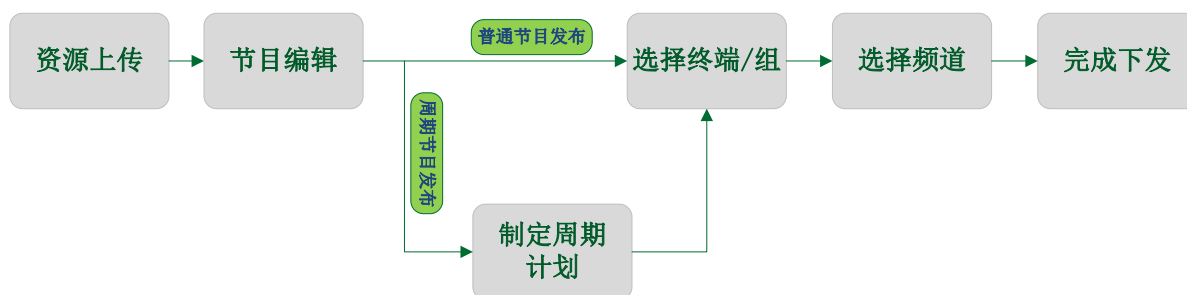 资源上传
节目编辑
普通节目发布
选择终端/组
选择频道
完成下发
周期节目发布
制定周期
计划